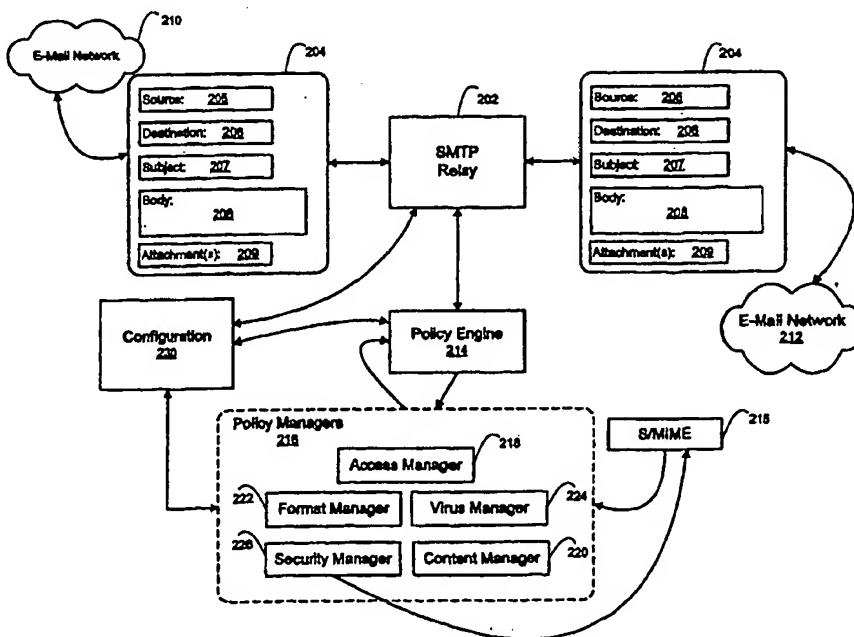 210
E-Mail Network
204
Source: 205
Destination: 206
Subject: 207
Body:
208
Attachment(s): 209
202
SMTP
Relay
204
Source: 205
Destination: 206
Subject: 207
Body:
208
Attachment(s): 209
Configuration
230
Policy Engine
214
E-Mail Network
212
Policy Managers
216
218
Access Manager
S/MIME
215
222
Format Manager
Virus Manager
224
226
Security Manager
Content Manager
220